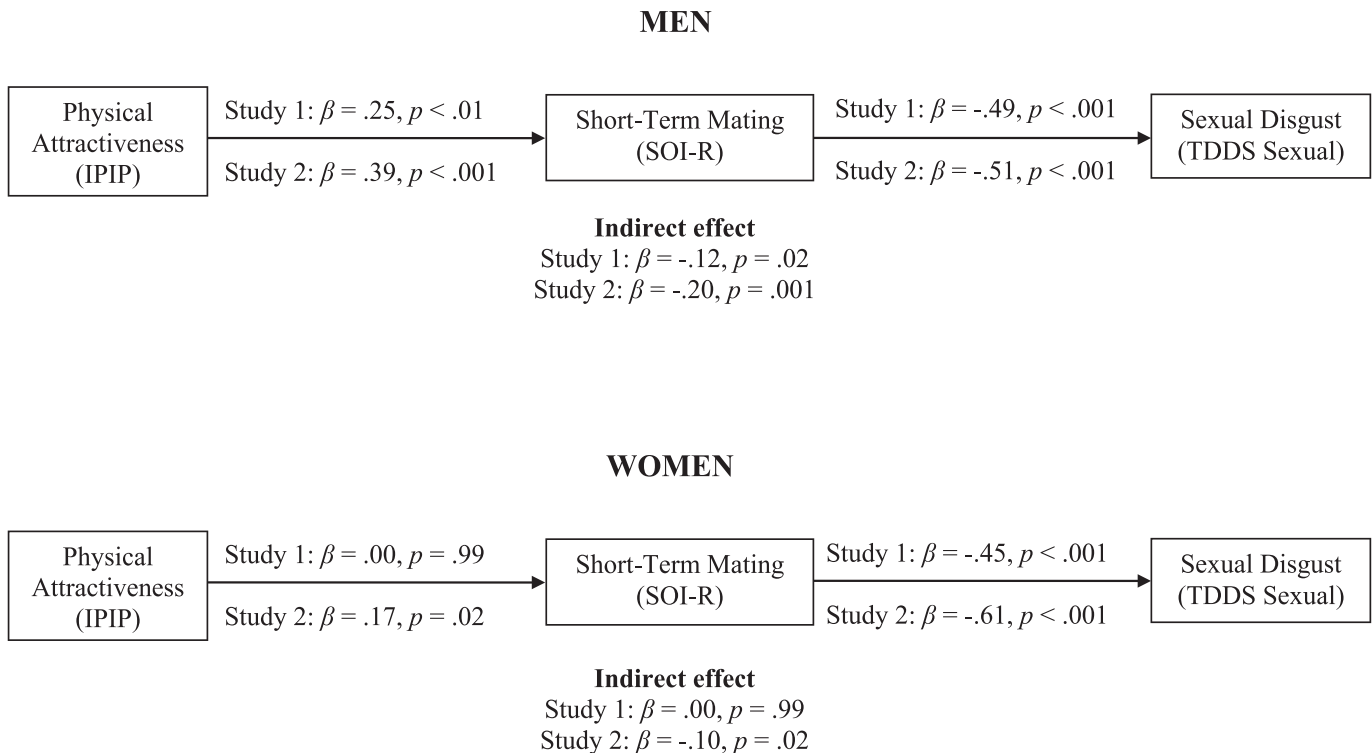 MEN
Physical
Attractiveness
(IPIP)
Study 1: β = .25, p < .01
Study 2: β = .39, p < .001
Short-Term Mating
(SOI-R)
Study 1: β = -.49, p < .001
Study 2: β = -.51, p < .001
Sexual Disgust
(TDDS Sexual)
Indirect effect
Study 1: β = -.12, p = .02
Study 2: β = -.20, p = .001
WOMEN
Physical
Attractiveness
(IPIP)
Study 1: β = .00, p = .99
Study 2: β = .17, p = .02
Short-Term Mating
(SOI-R)
Study 1: β = -.45, p < .001
Study 2: β = -.61, p < .001
Sexual Disgust
(TDDS Sexual)
Indirect effect
Study 1: β = .00, p = .99
Study 2: β = -.10, p = .02